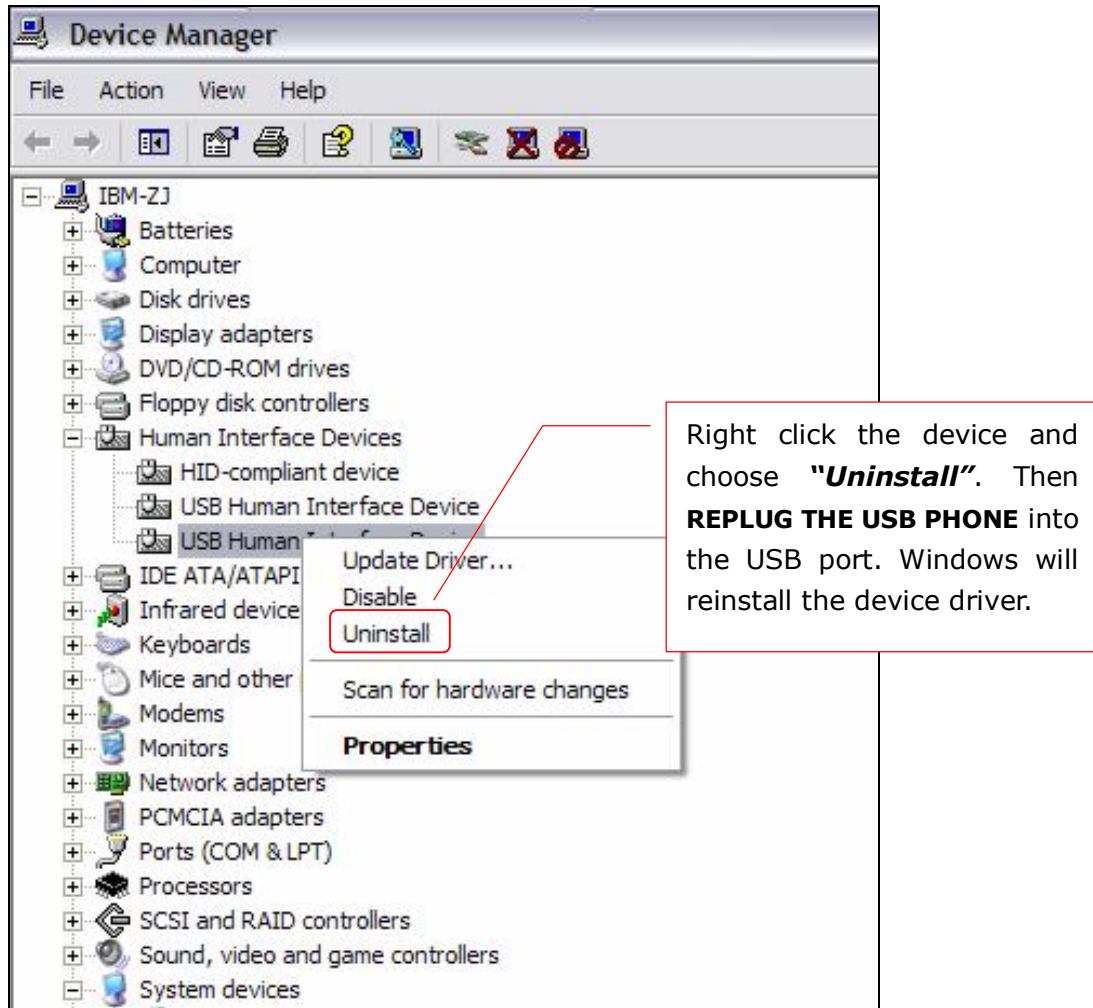 Device Manager
File Action View Help
IBM-ZJ
Batteries
Computer
Disk drives
Display adapters
DVD/CD-ROM drives
Floppy disk controllers
Human Interface Devices
HID-compliant device
USB Human Interface Device
USB Human
IDE ATA/ATAPI
Infrared device
Keyboards
Mice and other
Modems
Monitors
Network adapters
PCMCIA adapters
Ports (COM & LPT)
Processors
SCSI and RAID controllers
Sound, video and game controllers
System devices
Update Driver...
Disable
Uninstall
Scan for hardware changes
Properties
Right click the device and
choose “Uninstall”. Then
REPLUG THE USB PHONE into
the USB port. Windows will
reinstall the device driver.